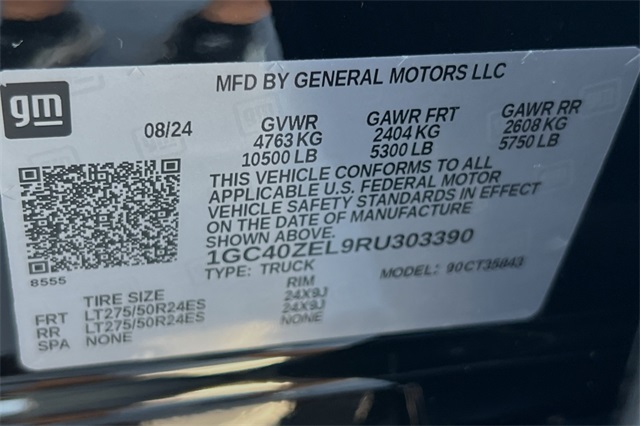 MFD BY GENERAL MOTORS LLC
gm
08/24 GVWR GAWR FRT GAWR RR
4763 KG 2404 KG 2608 KG
10500 LB 5300 LB 5750 LB
THIS VEHICLE CONFORMS TO ALL
APPLICABLE U.S. FEDERAL MOTOR
VEHICLE SAFETY STANDARDS IN EFFECT
ON THE DATE OF MANUFACTURE
SHOWN ABOVE.
1GC40ZEL9RU303390
8555 TYPE: TRUCK MODEL: 90CT35843
TIRE SIZE RIM
FRT LT275/50R24ES 24X9J
RR LT275/50R24ES 24X9J
SPA NONE NONE